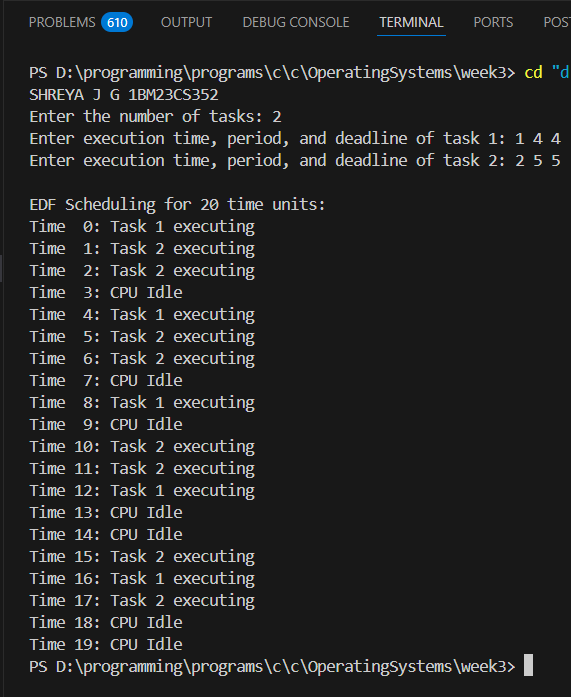 PROBLEMS 610 OUTPUT DEBUG CONSOLE TERMINAL PORTS POST
PS D:\programming\programs\c\c\OperatingSystems\week3> cd "d
SHREYA J G 1BM23CS352
Enter the number of tasks: 2
Enter execution time, period, and deadline of task 1: 1 4 4
Enter execution time, period, and deadline of task 2: 2 5 5
EDF Scheduling for 20 time units:
Time  0: Task 1 executing
Time  1: Task 2 executing
Time  2: Task 2 executing
Time  3: CPU Idle
Time  4: Task 1 executing
Time  5: Task 2 executing
Time  6: Task 2 executing
Time  7: CPU Idle
Time  8: Task 1 executing
Time  9: CPU Idle
Time 10: Task 2 executing
Time 11: Task 2 executing
Time 12: Task 1 executing
Time 13: CPU Idle
Time 14: CPU Idle
Time 15: Task 2 executing
Time 16: Task 1 executing
Time 17: Task 2 executing
Time 18: CPU Idle
Time 19: CPU Idle
PS D:\programming\programs\c\c\OperatingSystems\week3>